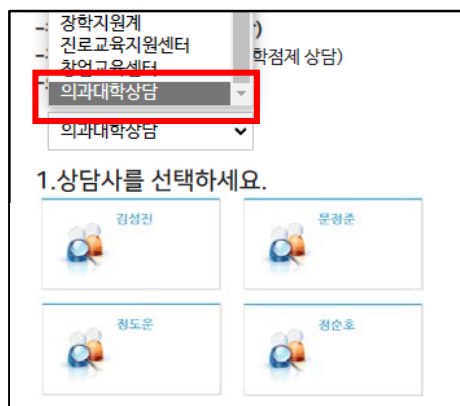 장학지원계
진로교육지원센터
학점제 상담)
창업교육센터
의과대학상담
의과대학상담
1.상담사를 선택하세요.
김성진
문정준
정도운
정순호